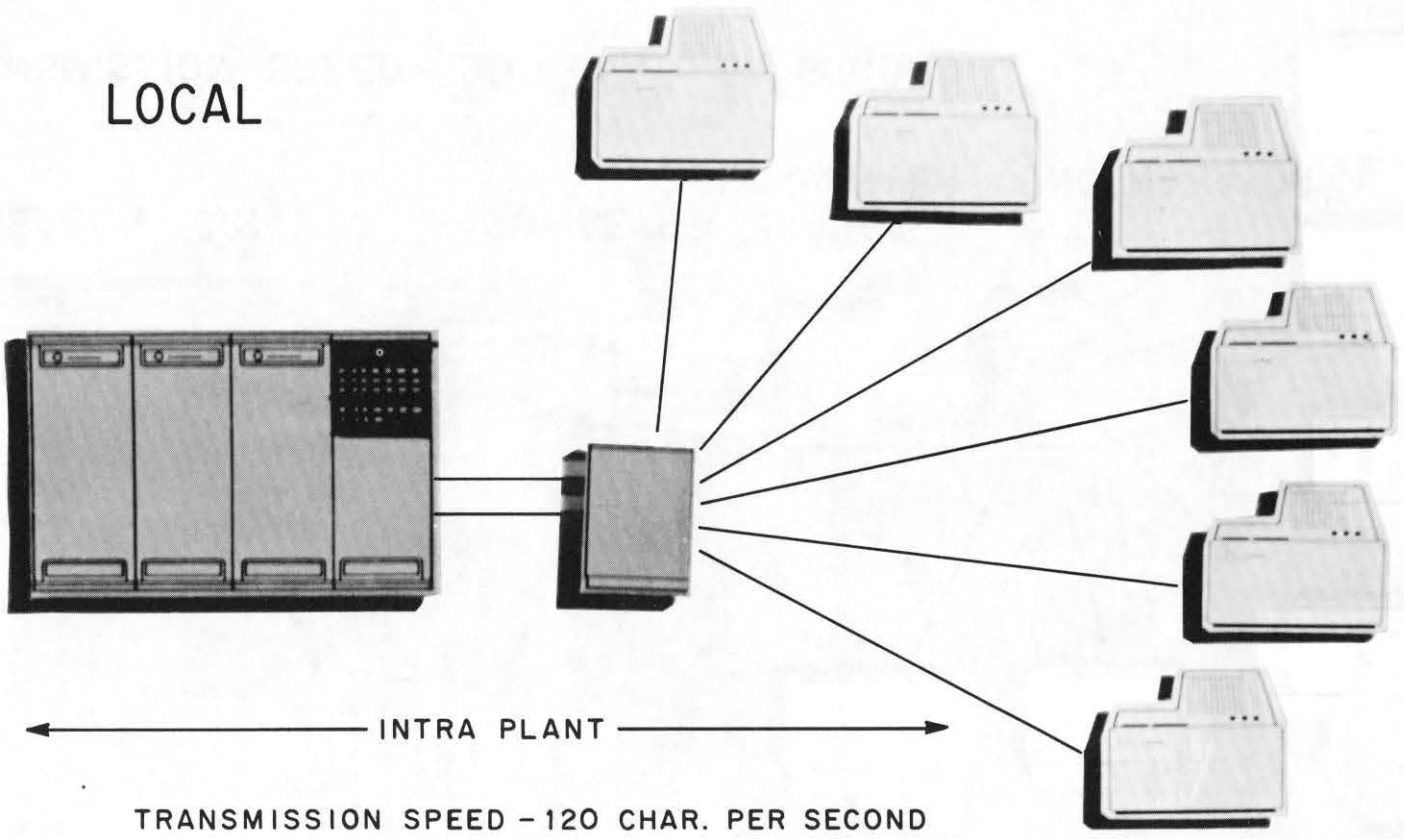 LOCAL
INTRA PLANT
TRANSMISSION SPEED - 120 CHAR. PER SECOND